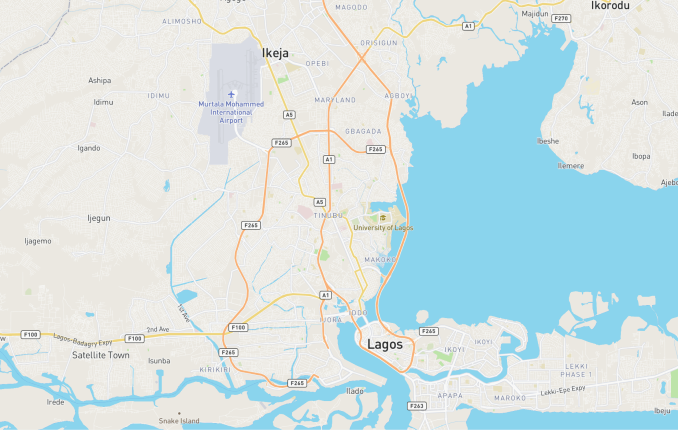 MAGODO
Majidun
Ikorodu
F270
ALIMOSHO
A1
ORISIGUN
Ikeja
OPEBI
Ashipa
Idimu
IDIMU
Murtala Mohammed
International
Airport
MARYLAND
AGBOYI
Ason
A5
GBAGADA
Igando
F265
F265
Ibeshe
A1
Ibopa
Ilemere
Ajebo
A5
Ijegun
TINUBU
F265
University of Lagos
Ijagemo
MAKOKO
A1
1st Ave
F100
2nd Ave
F100
F100
Lagos-Badagry Expy
F265
Lagos
IKOYI
IKOYI
Satellite Town
F265
Isunba
KIRIKIRI
LEKKI
PHASE 1
F265
Ilado
Lekki-Epe Expy
Irede
APAPA
MAROKO
F263
Ibeju
Snake Island